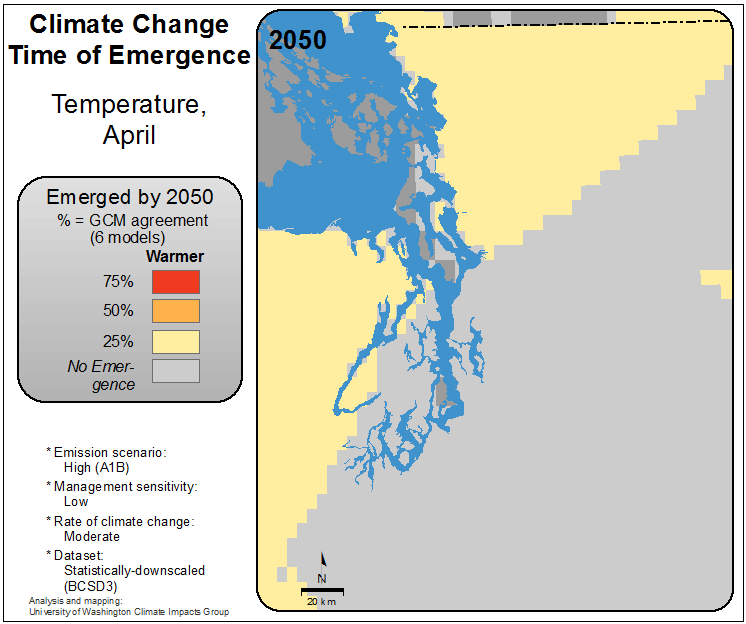 Climate Change
Time of Emergence
Temperature,
April
Emerged by 2050
% = GCM agreement
(6 models)
Warmer
75%
50%
25%
No Emer-
gence
* Emission scenario:
High (A1B)
* Management sensitivity:
Low
* Rate of climate change:
Moderate
* Dataset:
Statistically-downscaled
(BCSD3)
Analysis and mapping:
University of Washington Climate Impacts Group
2050
N
20 km